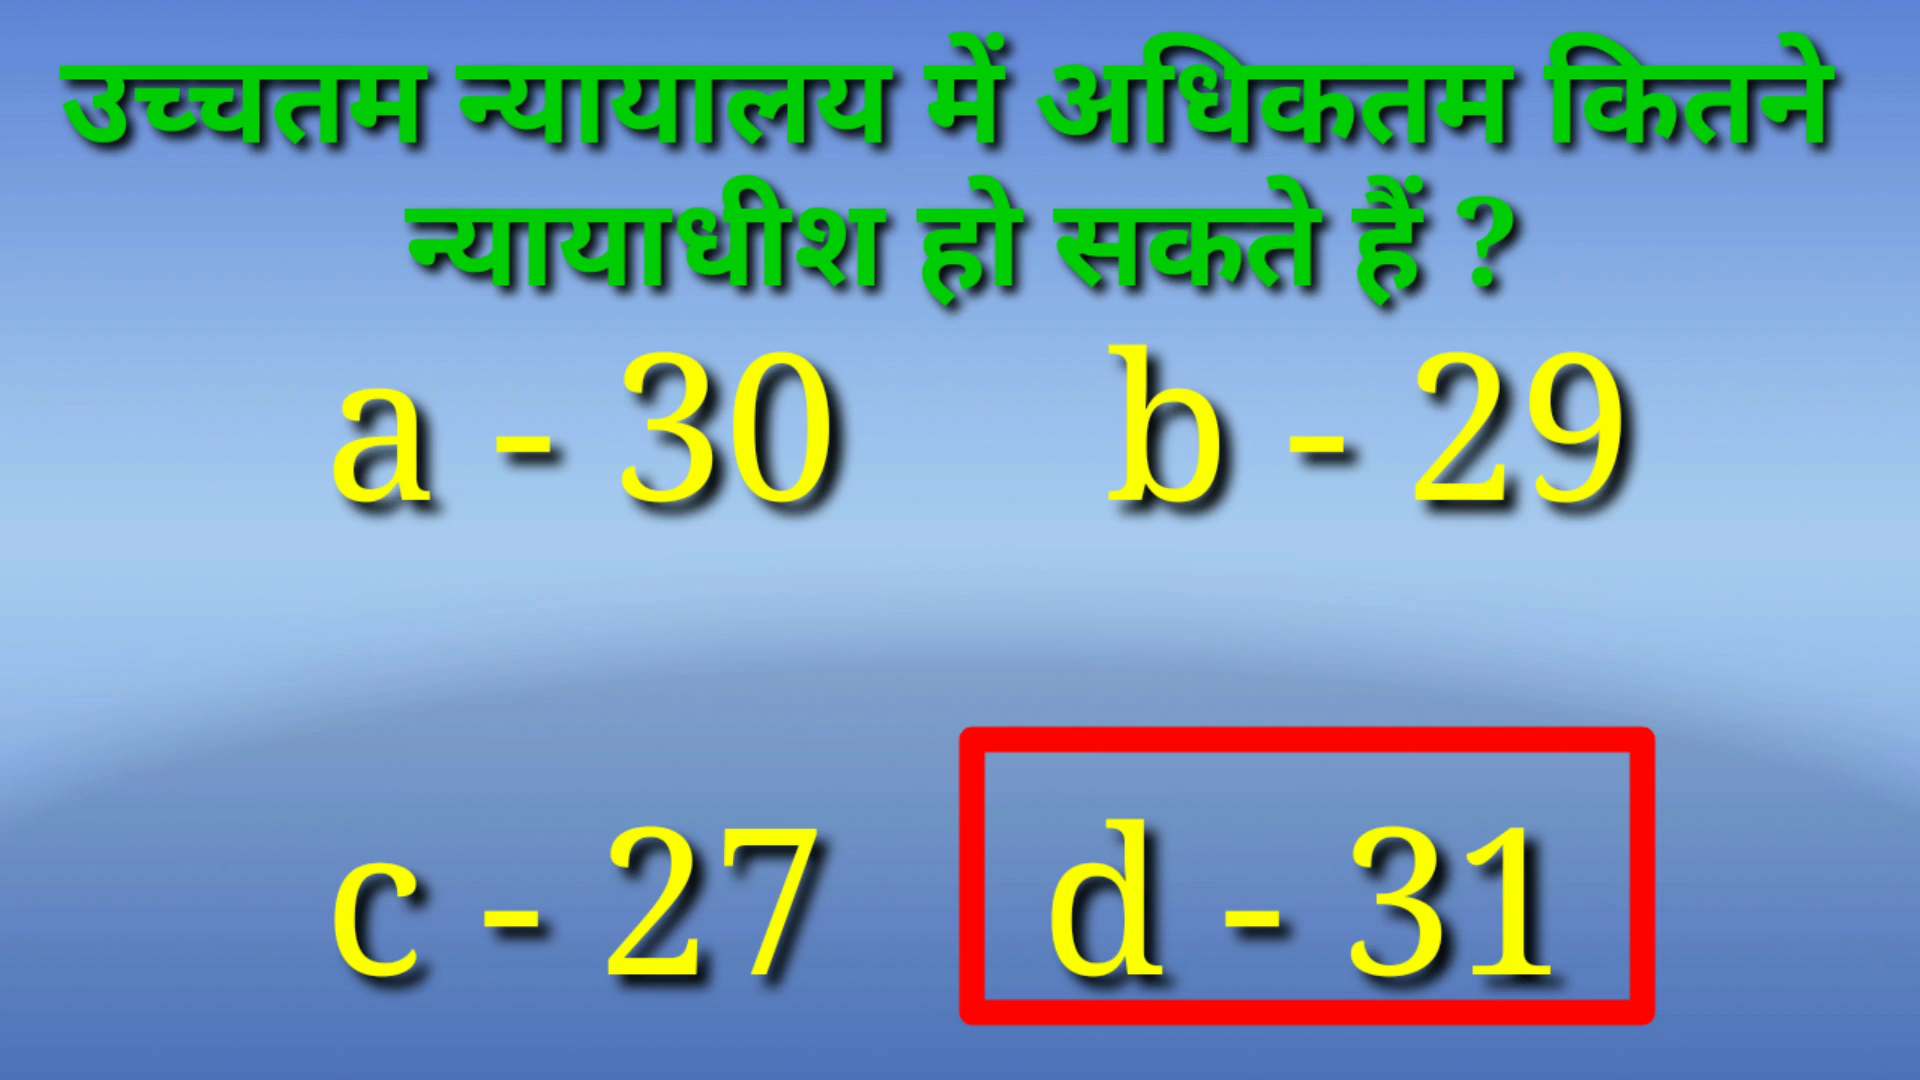 उच्चतम न्यायालय में अधिकतम कितने
न्यायाधीश हो सकते हैं ?
a - 30 b - 29
c - 27 d - 31